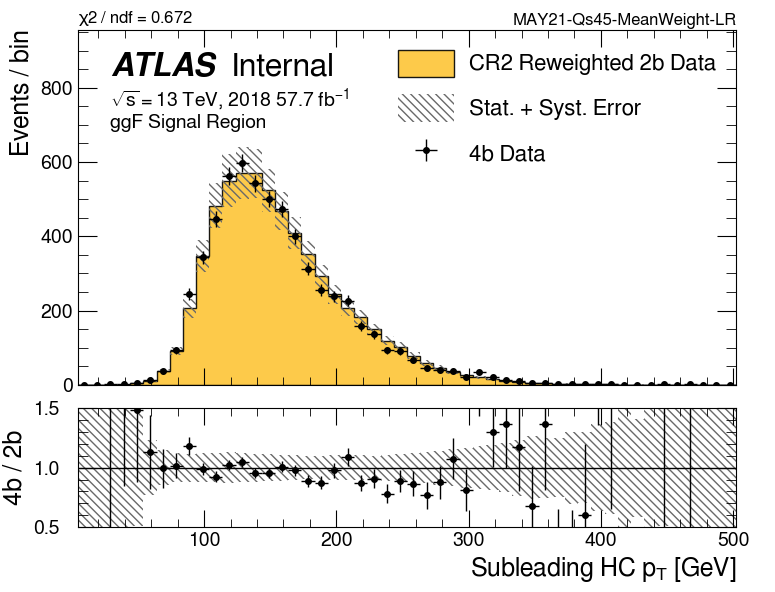 χ² / ndf = 0.672
MAY21-Qs45-MeanWeight-LR
Events / bin
ATLAS Internal
√s = 13 TeV, 2018 57.7 fb⁻¹
ggF Signal Region
CR2 Reweighted 2b Data
Stat. + Syst. Error
4b Data
800
600
400
200
0
4b / 2b
1.5
1.0
0.5
100
200
300
400
500
Subleading HC pT [GeV]